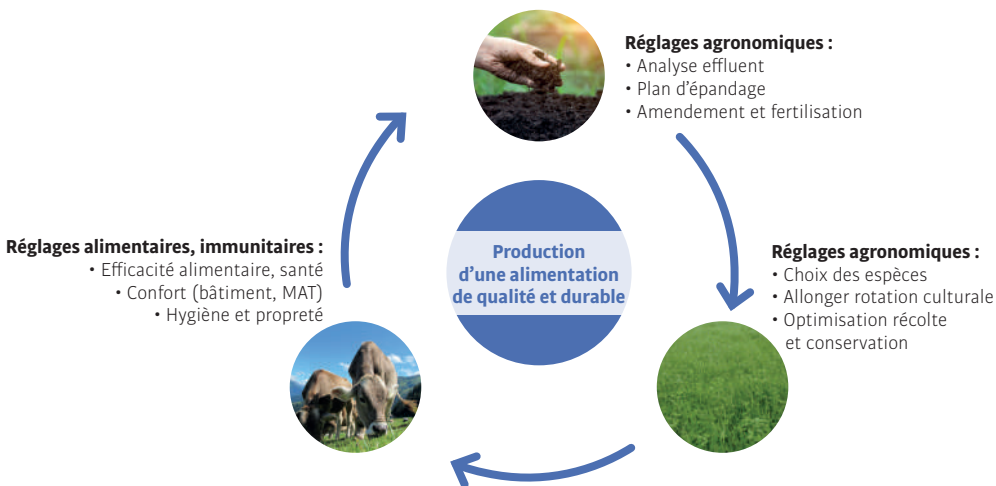 Réglages agronomiques :
• Analyse effluent
• Plan d'épandage
• Amendement et fertilisation
Réglages alimentaires, immunitaires :
• Efficacité alimentaire, santé
• Confort (bâtiment, MAT)
• Hygiène et propreté
Production
d'une alimentation
de qualité et durable
Réglages agronomiques :
• Choix des espèces
• Allonger rotation culturale
• Optimisation récolte
et conservation